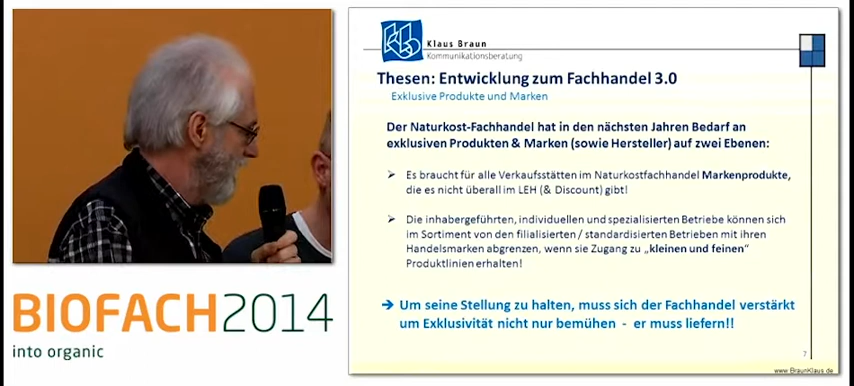 Klaus Braun
Kommunikationsberatung
Thesen: Entwicklung zum Fachhandel 3.0
Exklusive Produkte und Marken
Der Naturkost-Fachhandel hat in den nächsten Jahren Bedarf an
exklusiven Produkten & Marken (sowie Hersteller) auf zwei Ebenen:
➢ Es braucht für alle Verkaufsstätten im Naturkostfachhandel Markenprodukte,
die es nicht überall im LEH (& Discount) gibt!
➢ Die inhabergeführten, individuellen und spezialisierten Betriebe können sich
im Sortiment von den filialisierten / standardisierten Betrieben mit ihren
Handelsmarken abgrenzen, wenn sie Zugang zu „kleinen und feinen“
Produktlinien erhalten!
➔ Um seine Stellung zu halten, muss sich der Fachhandel verstärkt
um Exklusivität nicht nur bemühen - er muss liefern!!
7
www.BraunKlaus.de
BIOFACH2014
into organic